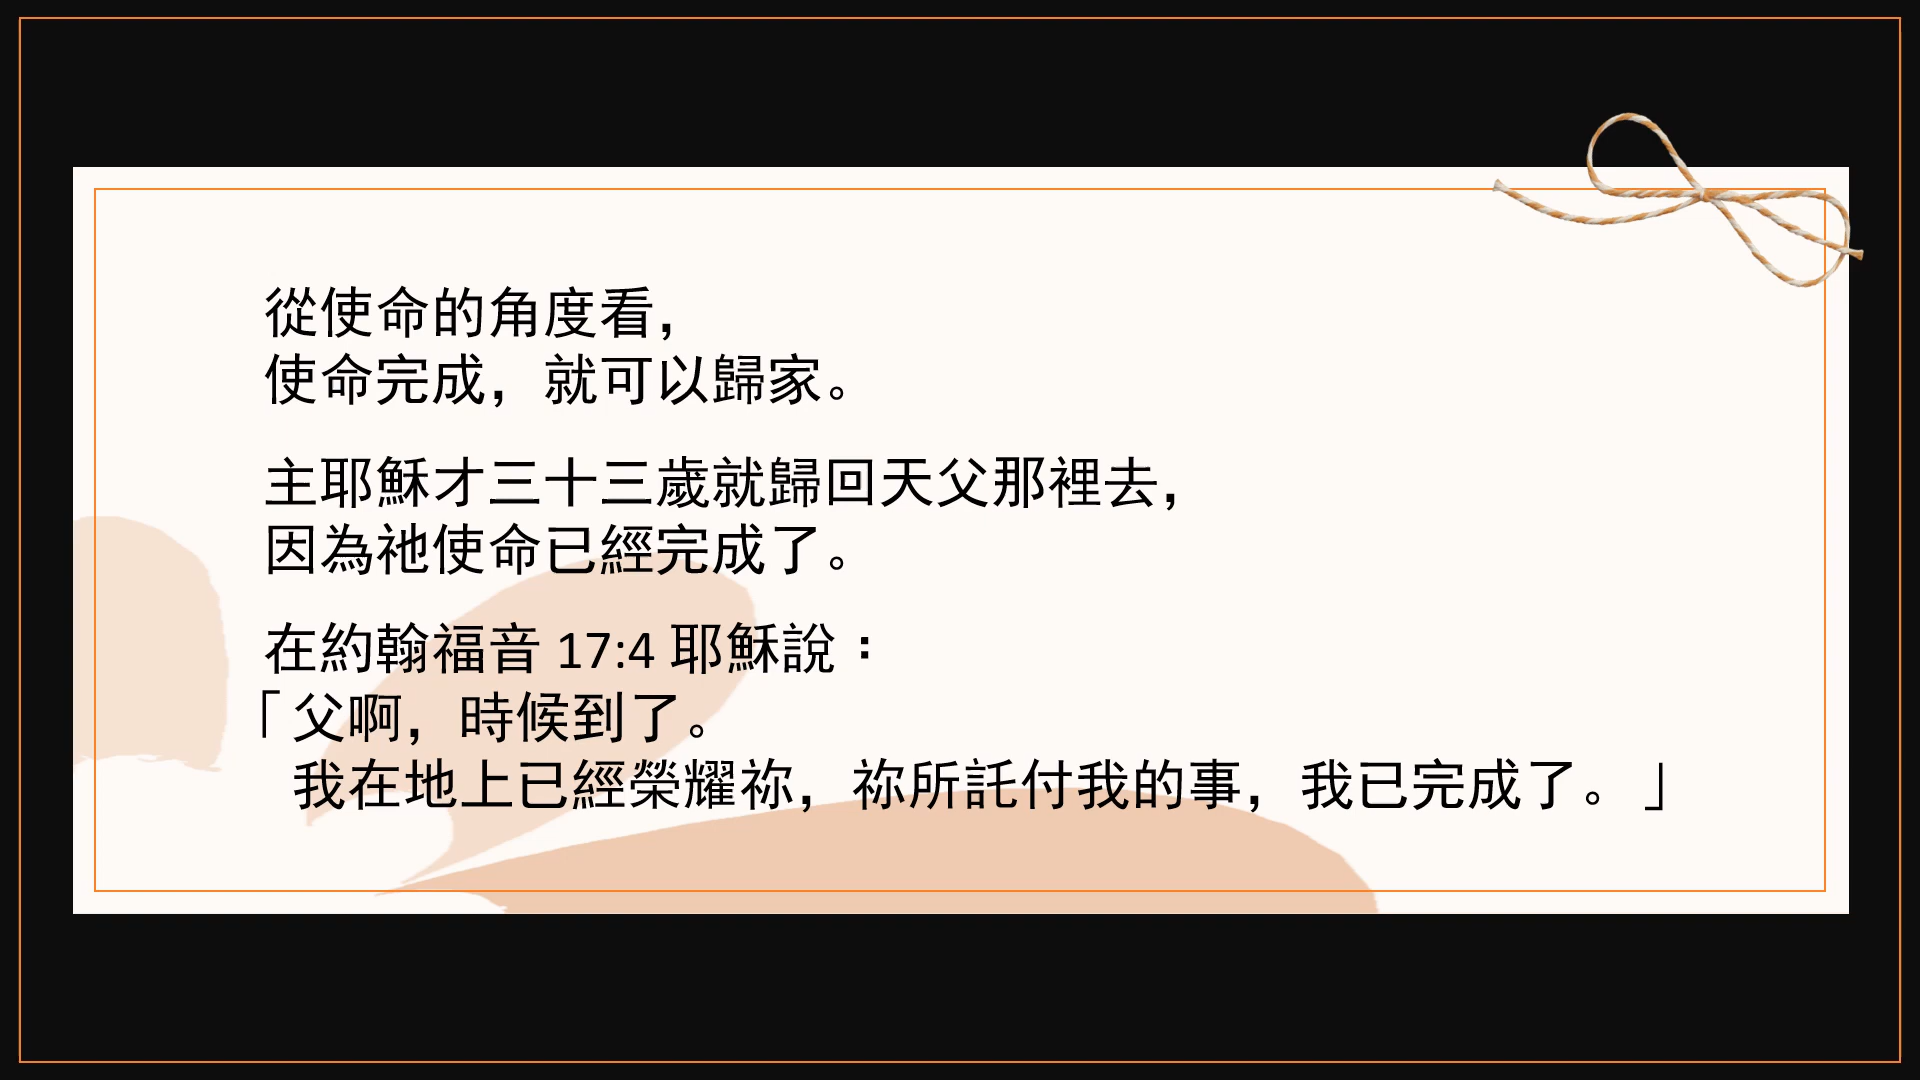 從使命的角度看，
使命完成，就可以歸家。
主耶穌才三十三歲就歸回天父那裡去，
因為祂使命已經完成了。
在約翰福音 17:4 耶穌說：
「父啊，時候到了。
我在地上已經榮耀祢，祢所託付我的事，我已完成了。」